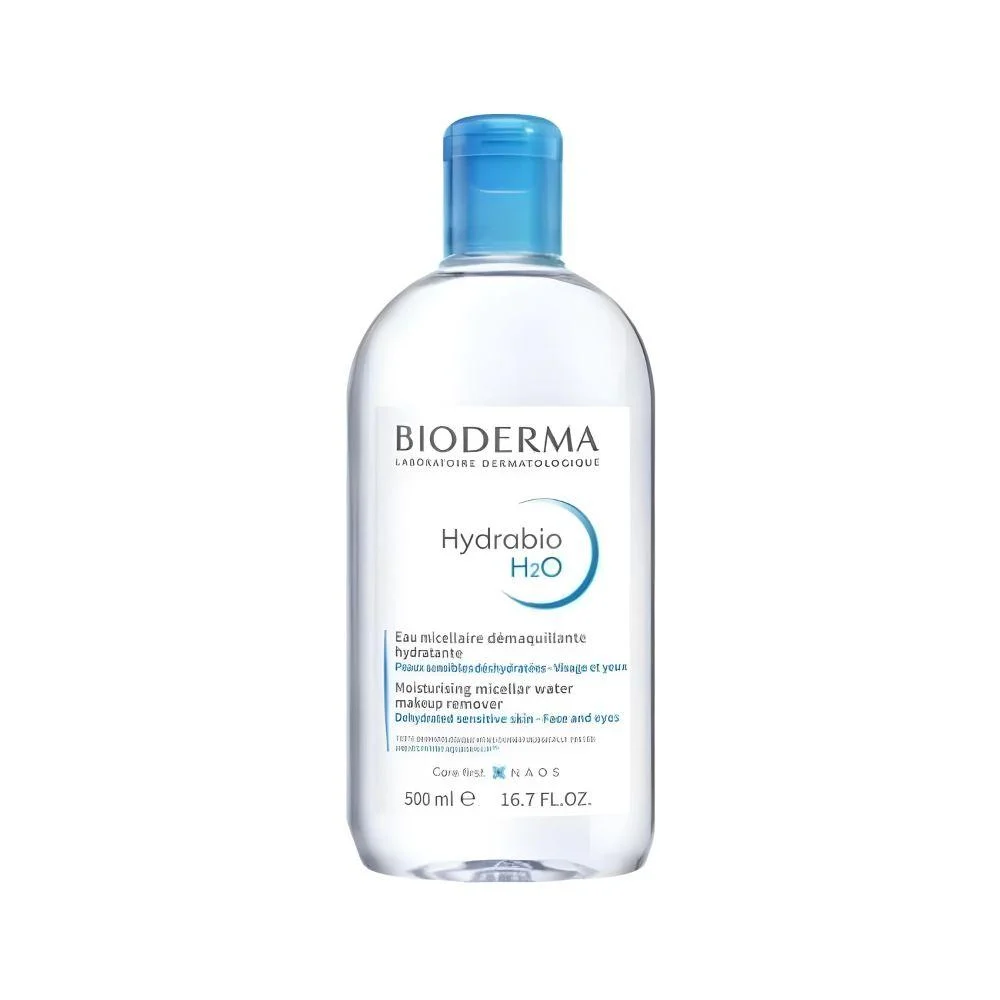 BIODERMA
LABORATOIRE DERMATOLOGIQUE
Hydrabio
H2O
Eau micellaire démaquillante
hydratante
Peaux sensibles déshydratées - Visage et yeux
Moisturising micellar water
makeup remover
Dehydrated sensitive skin - Face and eyes
Care first. NAOS
500 ml e 16.7 FL.OZ.